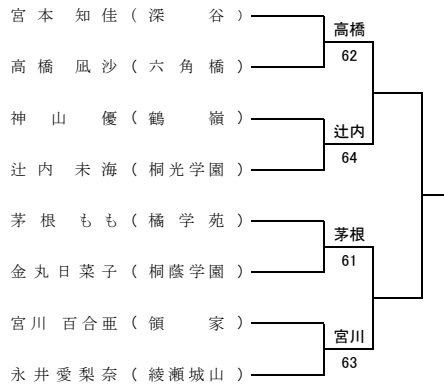 宮本 知佳 ( 深 谷 )
高橋
62
高橋 凪沙 ( 六角橋 )
神山 優 ( 鶴 嶺 )
辻内
64
辻内 未海 ( 桐光学園 )
茅根 もも ( 橘学苑 )
茅根
61
金丸日菜子 ( 桐蔭学園 )
宮川 百合亜 ( 領 家 )
宮川
63
永井愛梨奈 ( 綾瀬城山 )